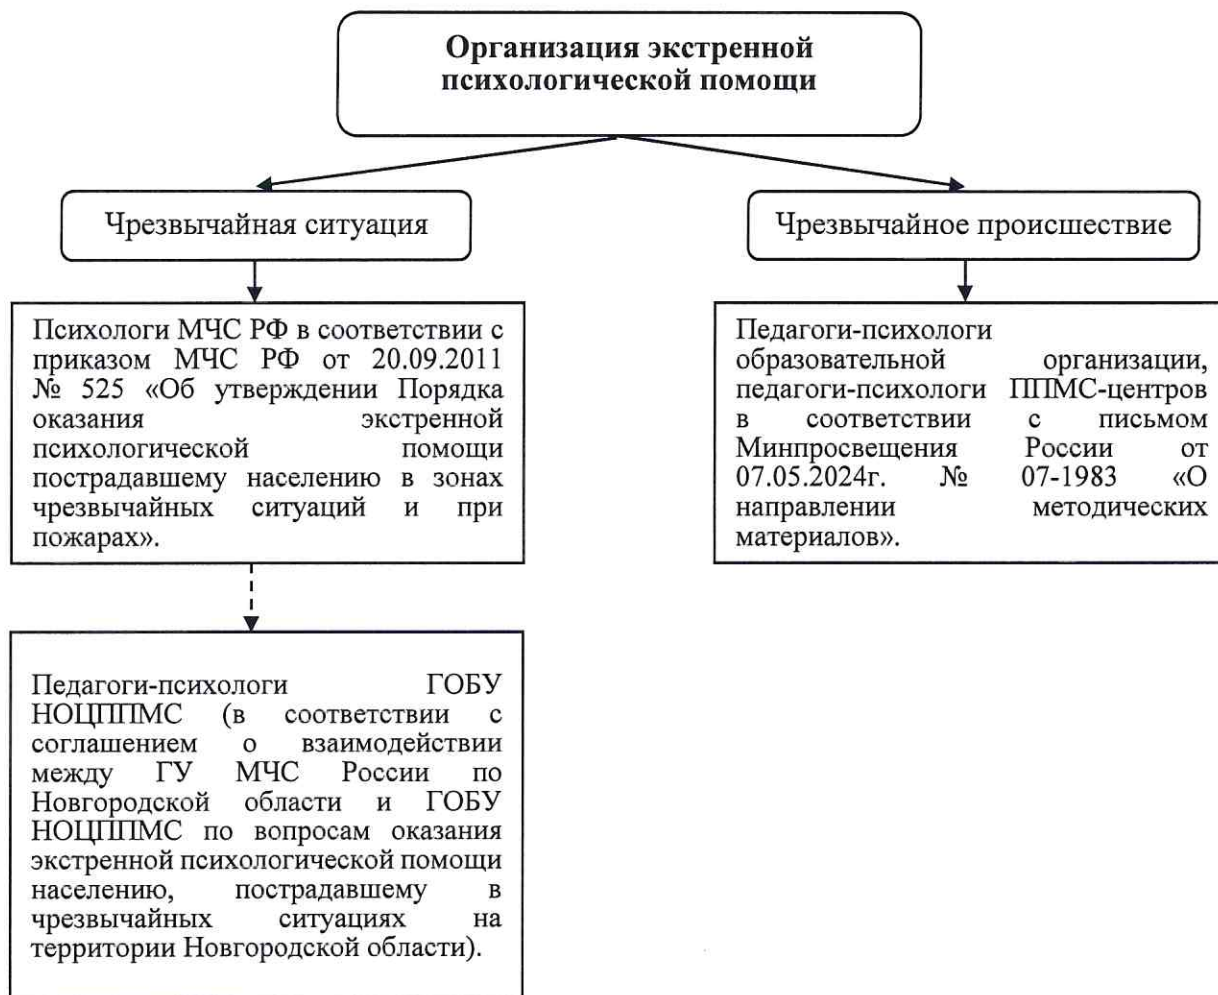 Организация экстренной
психологической помощи
Чрезвычайная ситуация
Чрезвычайное происшествие
Психологи МЧС РФ в соответствии с
приказом МЧС РФ от 20.09.2011
№ 525 «Об утверждении Порядка
оказания экстренной
психологической помощи
пострадавшему населению в зонах
чрезвычайных ситуаций и при
пожарах».
Педагоги-психологи
образовательной организации,
педагоги-психологи ППМС-центров
в соответствии с письмом
Минпросвещения России от
07.05.2024г. № 07-1983 «О
направлении методических
материалов».
Педагоги-психологи ГОБУ
НОЦППМС (в соответствии с
соглашением о взаимодействии
между ГУ МЧС России по
Новгородской области и ГОБУ
НОЦППМС по вопросам оказания
экстренной психологической помощи
населению, пострадавшему в
чрезвычайных ситуациях на
территории Новгородской области).